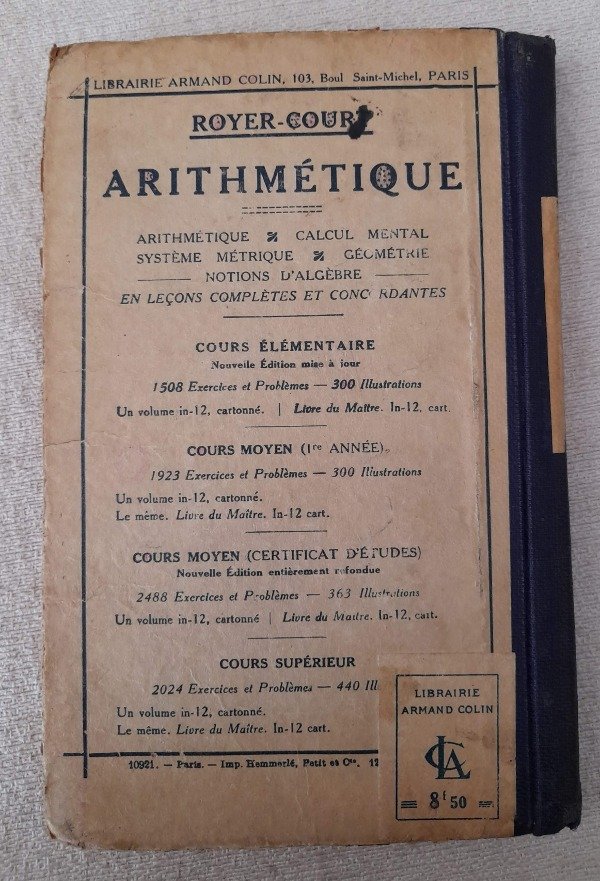 LIBRAIRIE ARMAND COLIN, 103, Boul Saint-Michel, PARIS
ROYER-COURT
ARITHMÉTIQUE
ARITHMÉTIQUE CALCUL MENTAL
SYSTÈME MÉTRIQUE GÉOMÉTRIE
NOTIONS D'ALGÈBRE
EN LEÇONS COMPLÈTES ET CONCORDANTES
COURS ÉLÉMENTAIRE
Nouvelle Édition mise à jour
1508 Exercices et Problèmes — 300 Illustrations
Un volume in-12, cartonné. | Livre du Maître. In-12, cart.
COURS MOYEN (1re ANNÉE).
1923 Exercices et Problèmes — 300 Illustrations
Un volume in-12, cartonné.
Le même. Livre du Maître. In-12 cart.
COURS MOYEN (CERTIFICAT D'ÉTUDES)
Nouvelle Édition entièrement refondue
2488 Exercices et Problèmes — 363 Illustrations
Un volume in-12, cartonné | Livre du Maître. In-12, cart.
COURS SUPÉRIEUR
2024 Exercices et Problèmes — 440 Ill
Un volume in-12, cartonné.
Le même. Livre du Maître. In-12 cart.
10921. — Paris. — Imp. Hemmerlé, Petit et Cie. 12
LIBRAIRIE
ARMAND COLIN
8f 50